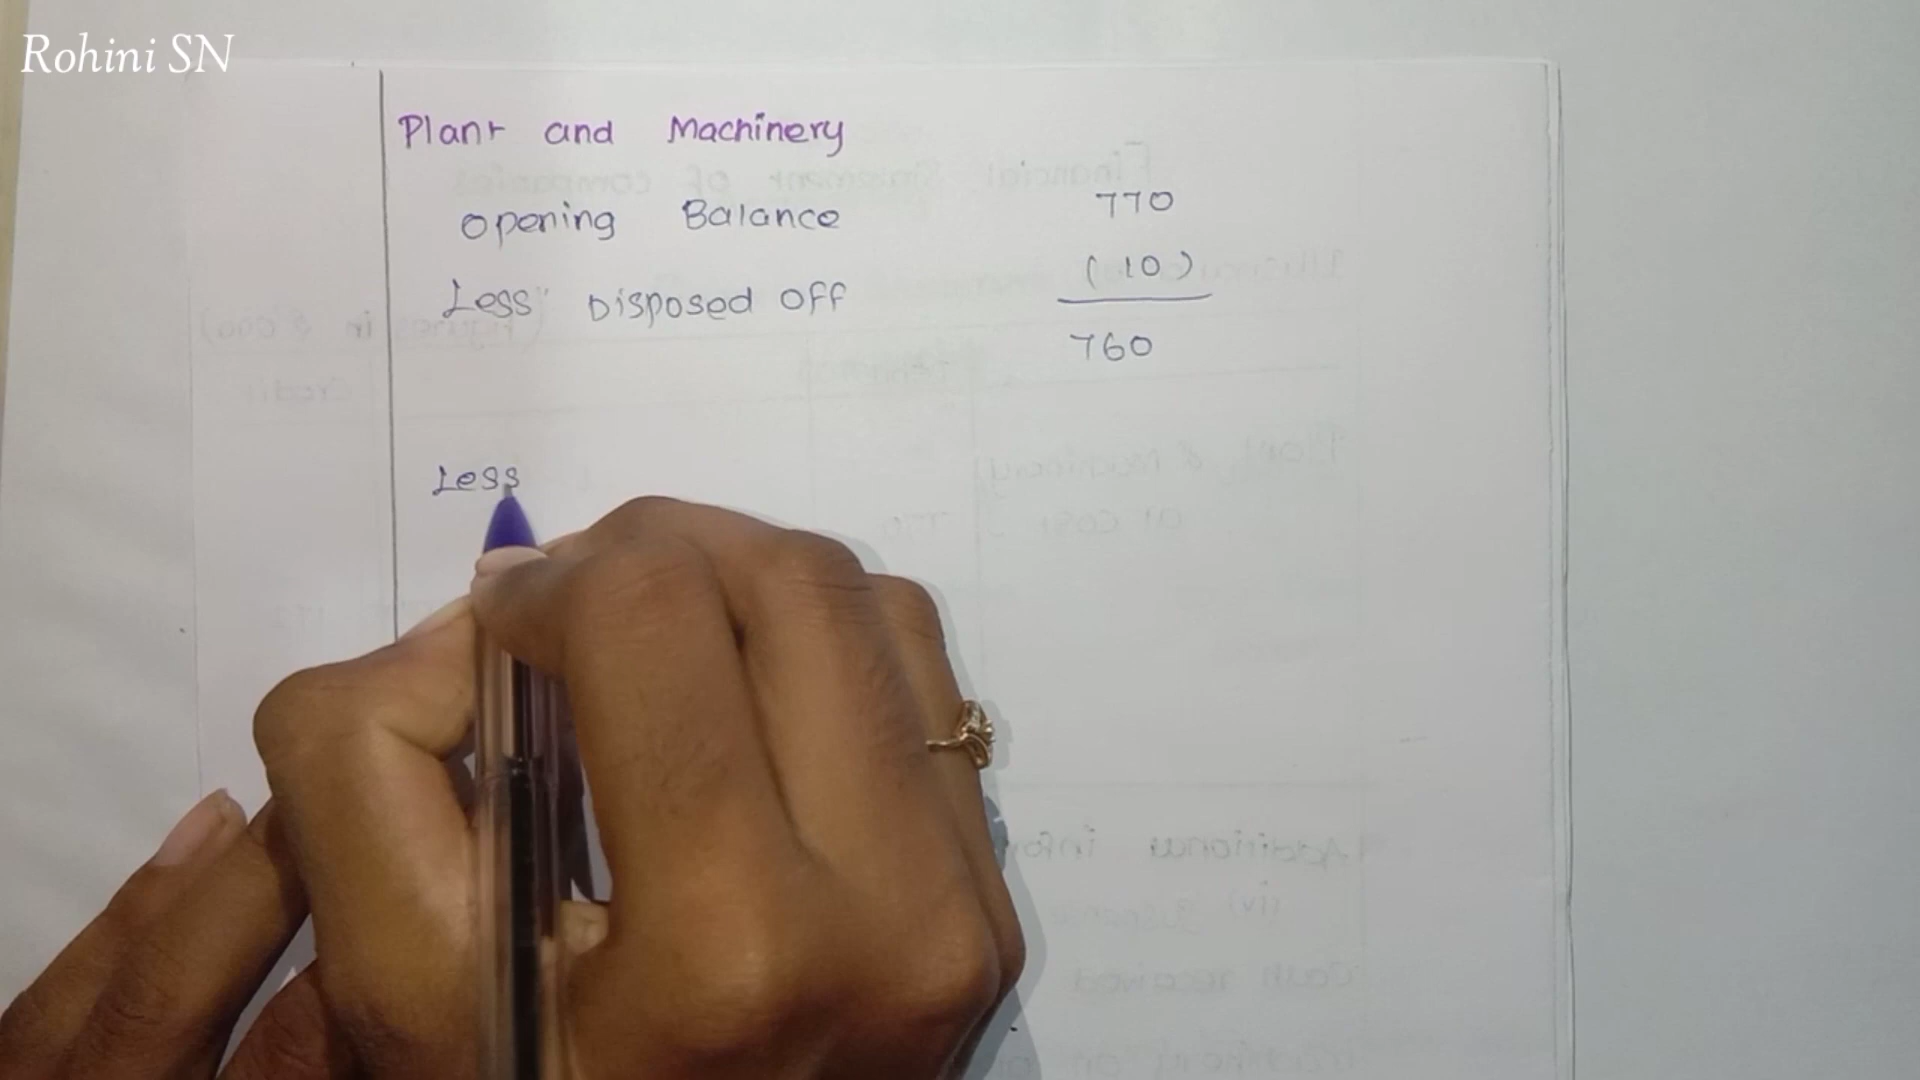 Rohini SN
Plant and Machinery
Opening Balance 770
Less" Disposed Off (10)
760
Less